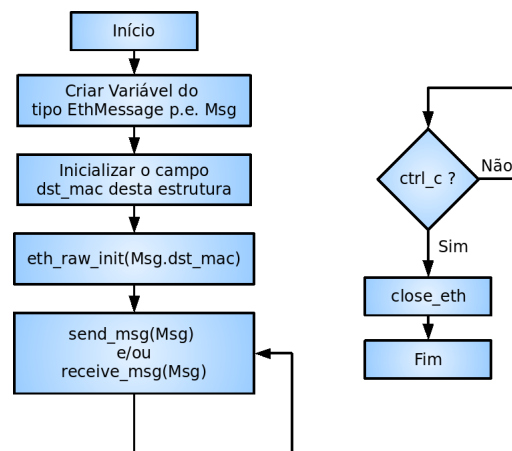 Início
Criar Variável do
tipo EthMessage p.e. Msg
Inicializar o campo
dst_mac desta estrutura
eth_raw_init(Msg.dst_mac)
send_msg(Msg)
e/ou
receive_msg(Msg)
ctrl_c ?
Não
Sim
close_eth
Fim